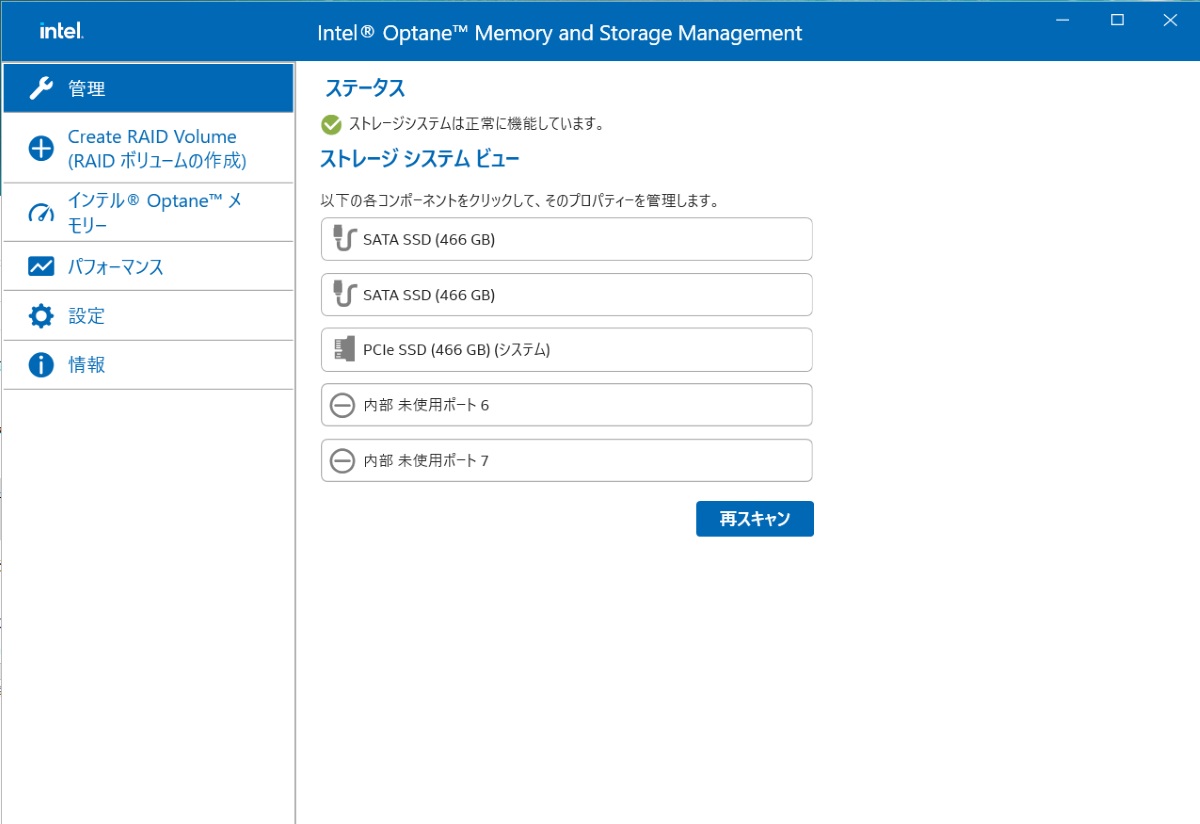 intel.
Intel® Optane™ Memory and Storage Management
管理
Create RAID Volume
(RAID ボリュームの作成)
インテル® Optane™ メ
モリー
パフォーマンス
設定
情報
ステータス
ストレージシステムは正常に機能しています。
ストレージ システム ビュー
以下の各コンポーネントをクリックして、そのプロパティーを管理します。
SATA SSD (466 GB)
SATA SSD (466 GB)
PCIe SSD (466 GB) (システム)
内部 未使用ポート 6
内部 未使用ポート 7
再スキャン